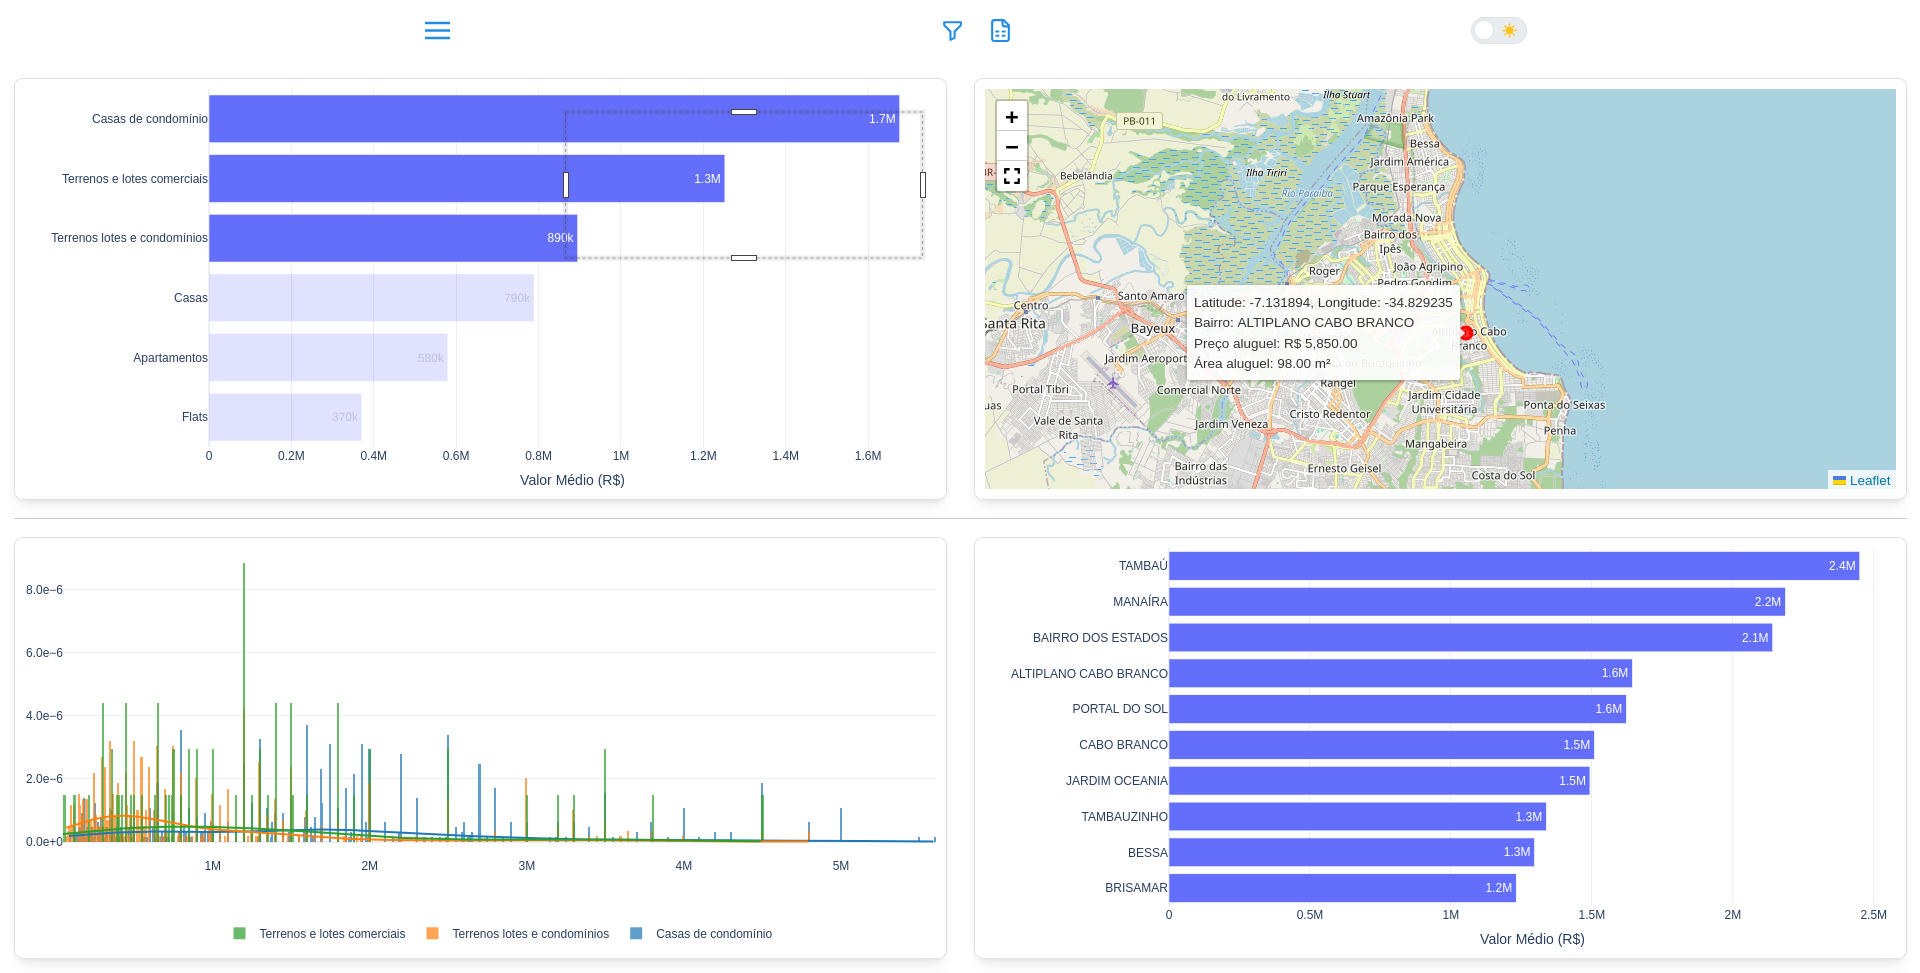 Casas de condomínio
1.7M
Terrenos e lotes comerciais
1.3M
Terrenos lotes e condomínios
890k
Casas
790k
Apartamentos
580k
Flats
370k
0 0.2M 0.4M 0.6M 0.8M 1M 1.2M 1.4M 1.6M
Valor Médio (R$)
+
−
do Livramento
Ilha Stuart
PB-011
Amazônia Park
Bessa
Jardim América
BR-
Bebelândia
Ilha Tiriri
Parque Esperança
Rio Paraíba
Morada Nova
Bairro dos
Ipês
Roger
João Agripino
Pedro Gondim
Santo Amaro
Centro
Santa Rita
Bayeux
Latitude: -7.131894, Longitude: -34.829235
Bairro: ALTIPLANO CABO BRANCO
Preço aluguel: R$ 5,850.00
Área aluguel: 98.00 m²
Altiplano Cabo
Branco
Jardim Aeroport
Portal Tibri
Comercial Norte
Rangel
Jardim Cidade
Universitária
Ponta do Seixas
uas
Vale de Santa
Rita
Cristo Redentor
Jardim Veneza
Penha
Mangabeira
Bairro das
Indústrias
Ernesto Geisel
Costa do Sol
Leaflet
8.0e−6
6.0e−6
4.0e−6
2.0e−6
0.0e+0
1M 2M 3M 4M 5M
Terrenos e lotes comerciais Terrenos lotes e condomínios Casas de condomínio
TAMBAÚ
2.4M
MANAÍRA
2.2M
BAIRRO DOS ESTADOS
2.1M
ALTIPLANO CABO BRANCO
1.6M
PORTAL DO SOL
1.6M
CABO BRANCO
1.5M
JARDIM OCEANIA
1.5M
TAMBAUZINHO
1.3M
BESSA
1.3M
BRISAMAR
1.2M
0 0.5M 1M 1.5M 2M 2.5M
Valor Médio (R$)